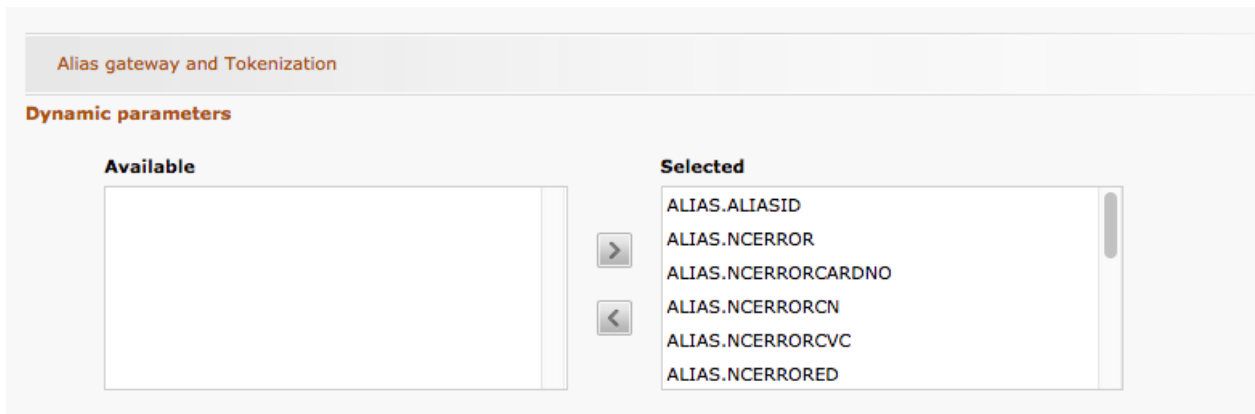 Alias gateway and Tokenization
Dynamic parameters
Available
Selected
ALIAS.ALIASID
ALIAS.NCERROR
ALIAS.NCERRORCARDNO
ALIAS.NCERRORCN
ALIAS.NCERRORCVC
ALIAS.NCERRORED